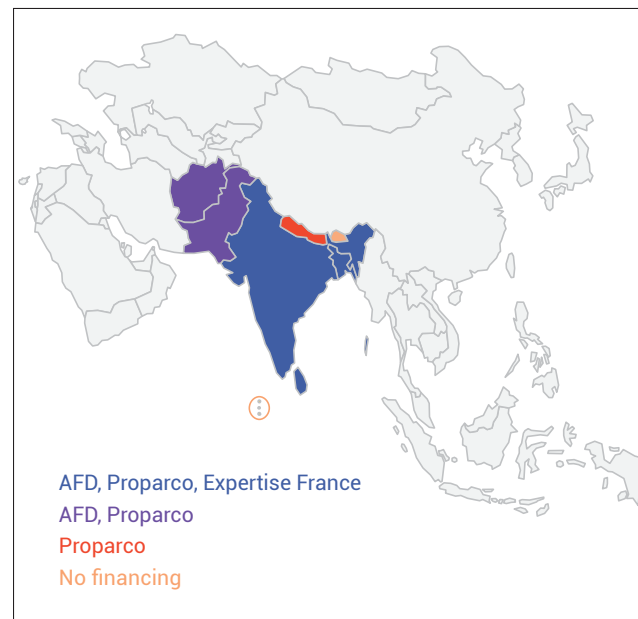 AFD, Proparco, Expertise France
AFD, Proparco
Proparco
No financing